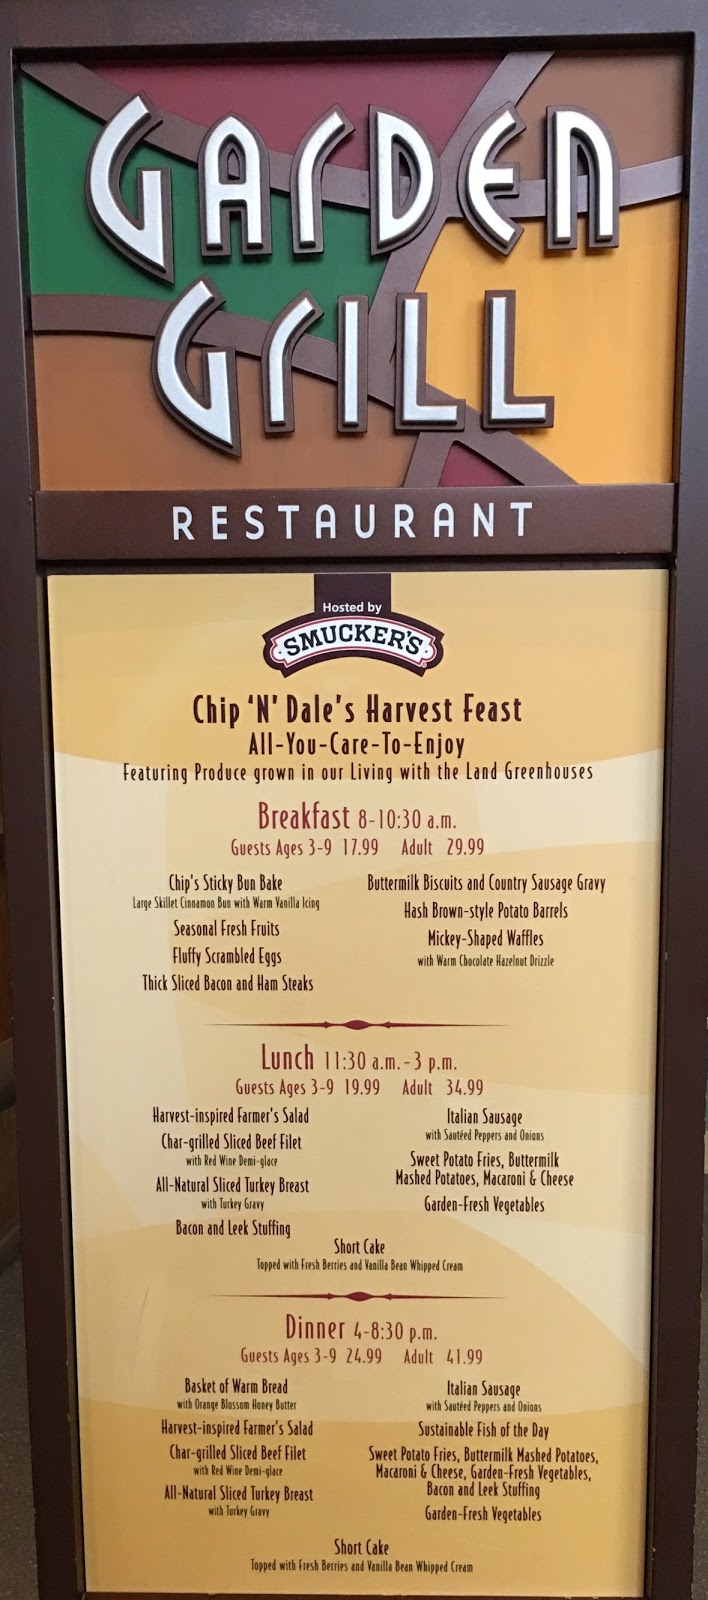 GARDEN
GRILL
RESTAURANT
Hosted by
SMUCKER'S
Chip 'N' Dale's Harvest Feast
All-You-Care-To-Enjoy
Featuring Produce grown in our Living with the Land Greenhouses
Breakfast 8-10:30 a.m.
Guests Ages 3-9 17.99 Adult 29.99
Chip's Sticky Bun Bake
Large Skillet Cinnamon Bun with Warm Vanilla Icing
Seasonal Fresh Fruits
Fluffy Scrambled Eggs
Thick Sliced Bacon and Ham Steaks
Buttermilk Biscuits and Country Sausage Gravy
Hash Brown-style Potato Barrels
Mickey-Shaped Waffles
with Warm Chocolate Hazelnut Drizzle
Lunch 11:30 a.m.-3 p.m.
Guests Ages 3-9 19.99 Adult 34.99
Harvest-inspired Farmer's Salad
Char-grilled Sliced Beef Filet
with Red Wine Demi-glace
All-Natural Sliced Turkey Breast
with Turkey Gravy
Bacon and Leek Stuffing
Italian Sausage
with Sautéed Peppers and Onions
Sweet Potato Fries, Buttermilk
Mashed Potatoes, Macaroni & Cheese
Garden-Fresh Vegetables
Short Cake
Topped with Fresh Berries and Vanilla Bean Whipped Cream
Dinner 4-8:30 p.m.
Guests Ages 3-9 24.99 Adult 41.99
Basket of Warm Bread
with Orange Blossom Honey Butter
Harvest-inspired Farmer's Salad
Char-grilled Sliced Beef Filet
with Red Wine Demi-glace
All-Natural Sliced Turkey Breast
with Turkey Gravy
Italian Sausage
with Sautéed Peppers and Onions
Sustainable Fish of the Day
Sweet Potato Fries, Buttermilk Mashed Potatoes,
Macaroni & Cheese, Garden-Fresh Vegetables,
Bacon and Leek Stuffing
Garden-Fresh Vegetables
Short Cake
Topped with Fresh Berries and Vanilla Bean Whipped Cream